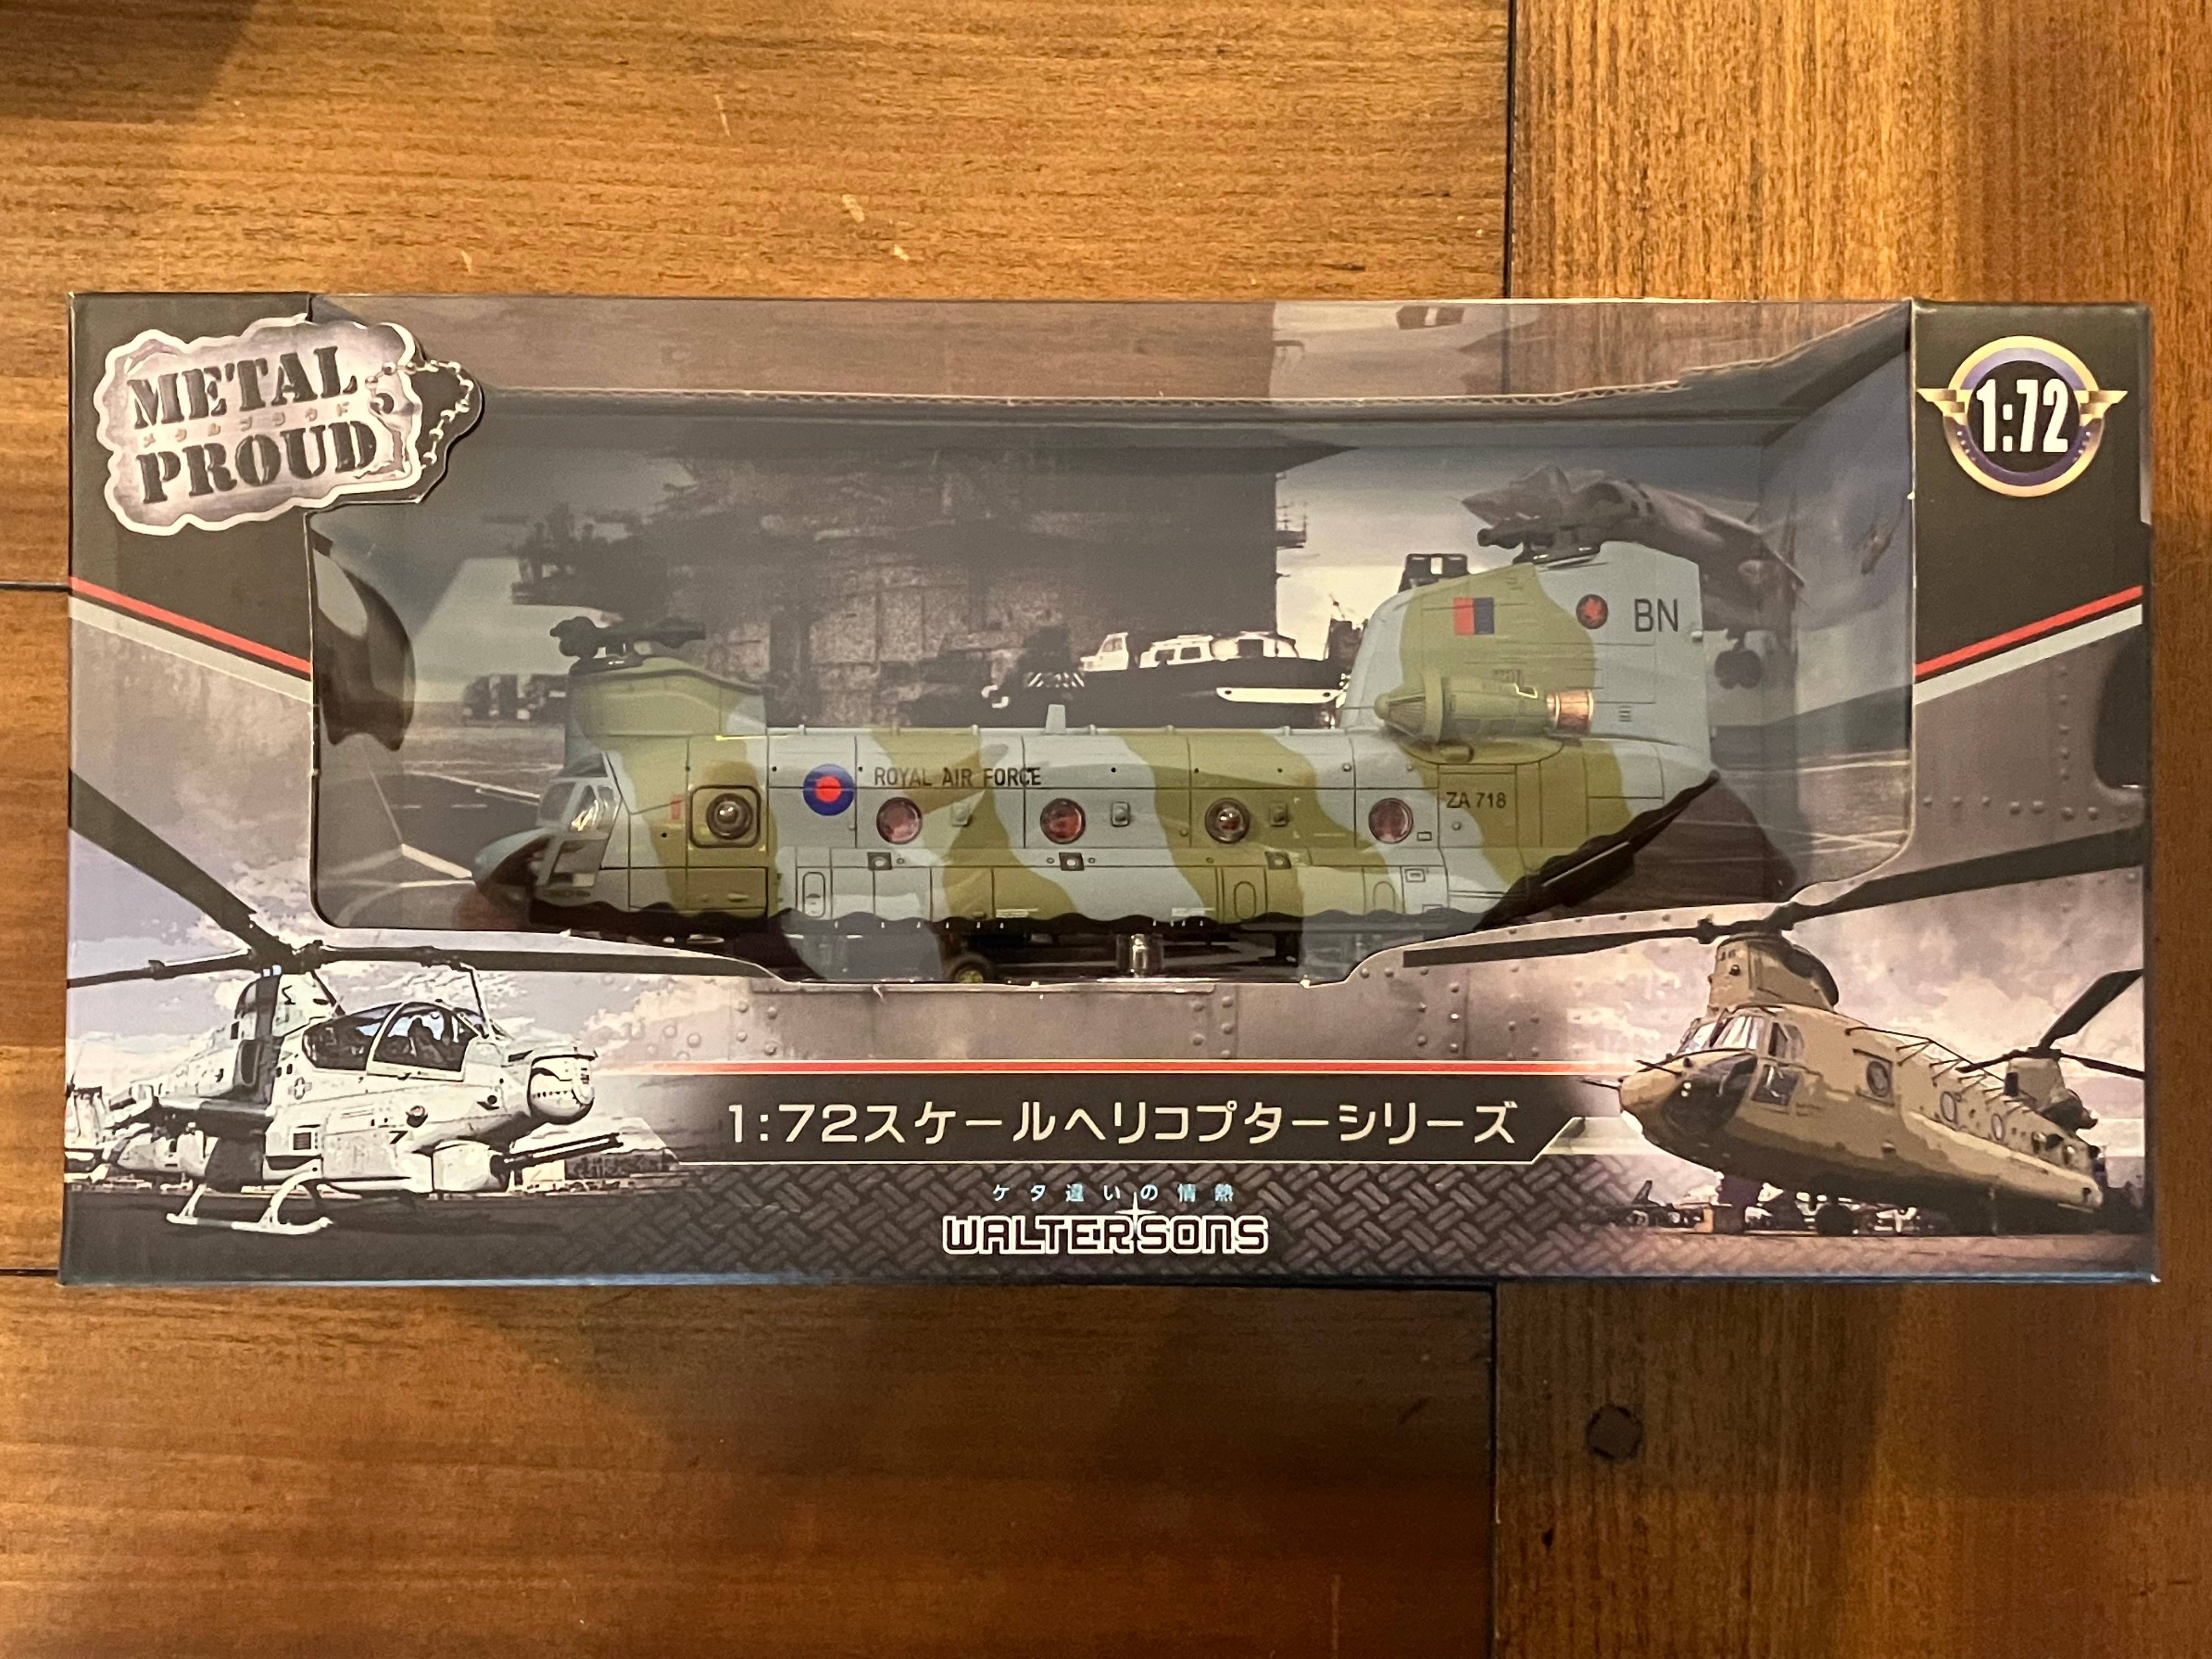 METAL
メタルプラウド
PROUD
1:72
BN
ROYAL AIR FORCE
ZA 718
1:72スケールヘリコプターシリーズ
ケタ違いの情熱
WALTERSONS